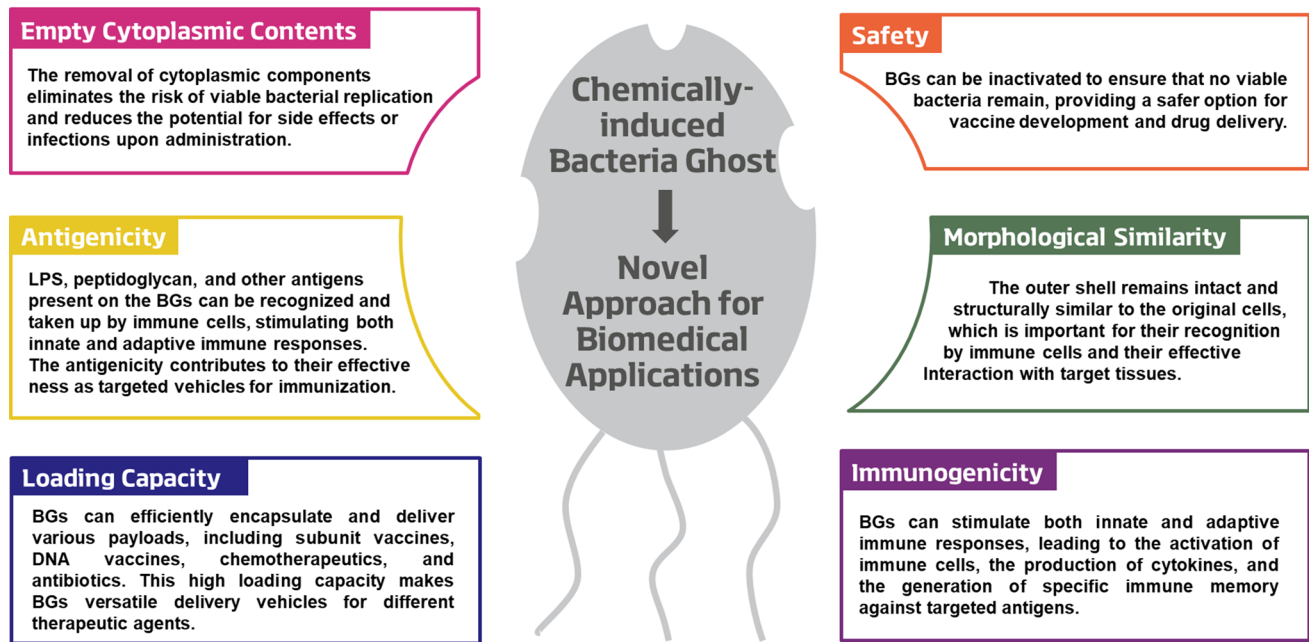 Empty Cytoplasmic Contents
The removal of cytoplasmic components
eliminates the risk of viable bacterial replication
and reduces the potential for side effects or
infections upon administration.
Antigenicity
LPS, peptidoglycan, and other antigens
present on the BGs can be recognized and
taken up by immune cells, stimulating both
innate and adaptive immune responses.
The antigenicity contributes to their effective
ness as targeted vehicles for immunization.
Loading Capacity
BGs can efficiently encapsulate and deliver
various payloads, including subunit vaccines,
DNA vaccines, chemotherapeutics, and
antibiotics. This high loading capacity makes
BGs versatile delivery vehicles for different
therapeutic agents.
Chemically-
induced
Bacteria Ghost
Novel
Approach for
Biomedical
Applications
Safety
BGs can be inactivated to ensure that no viable
bacteria remain, providing a safer option for
vaccine development and drug delivery.
Morphological Similarity
The outer shell remains intact and
structurally similar to the original cells,
which is important for their recognition
by immune cells and their effective
Interaction with target tissues.
Immunogenicity
BGs can stimulate both innate and adaptive
immune responses, leading to the activation of
immune cells, the production of cytokines, and
the generation of specific immune memory
against targeted antigens.